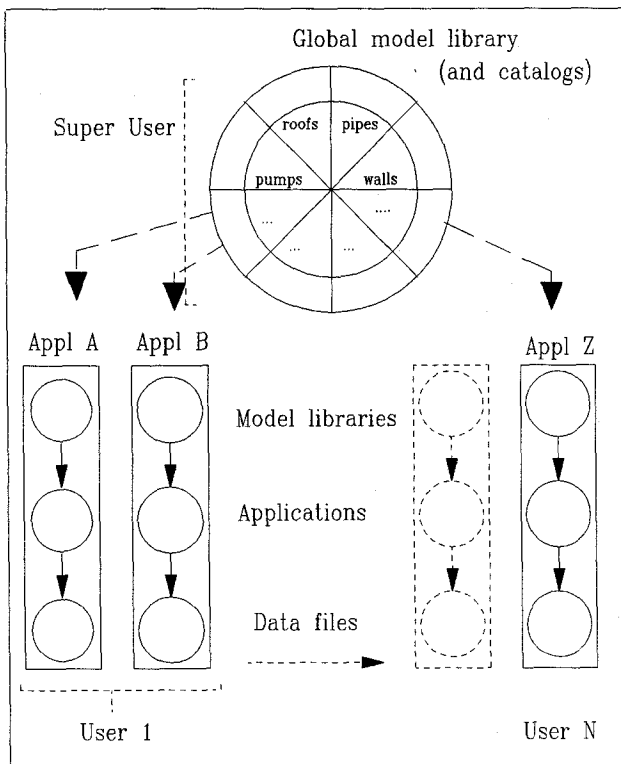 Global model library
(and catalogs)
Super User
roofs
pipes
pumps
walls
...
....
...
...
Appl A
Appl B
Appl Z
Model libraries
Applications
Data files
User 1
User N